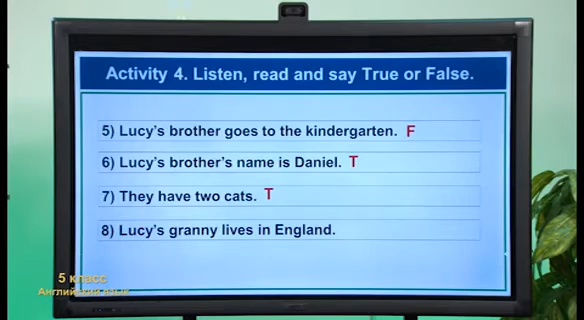 Activity 4. Listen, read and say True or False.
5) Lucy's brother goes to the kindergarten. F
6) Lucy's brother's name is Daniel. T
7) They have two cats. T
8) Lucy's granny lives in England.
5 класс
Английский язык